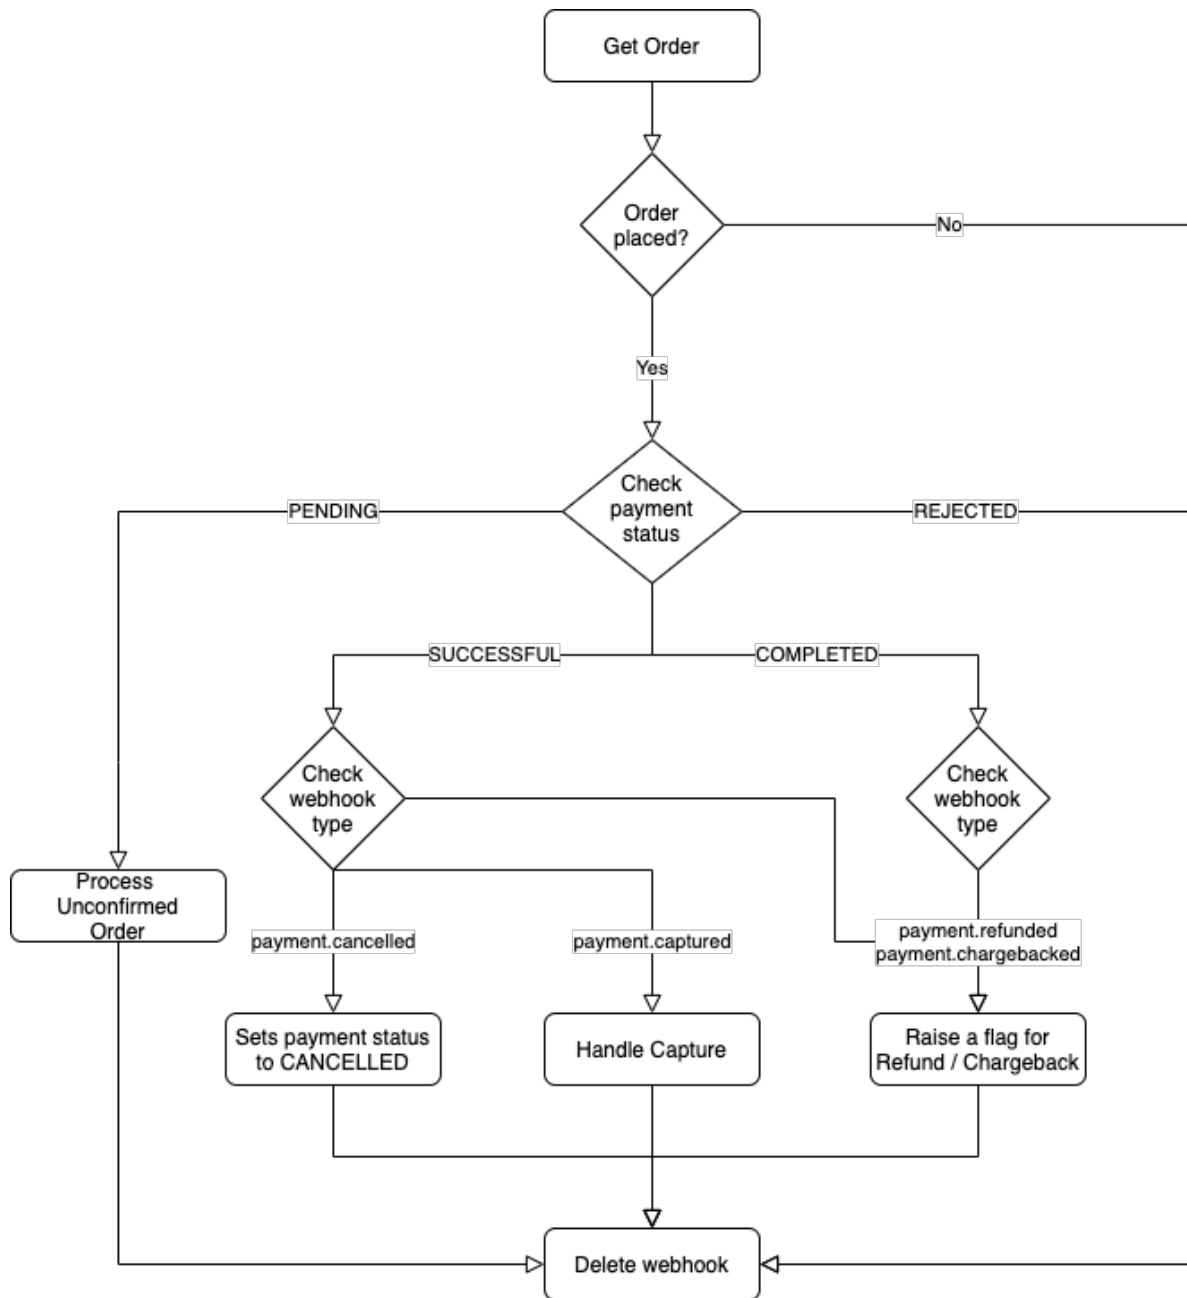 Get Order
Order
placed?
No
Yes
Check
payment
status
PENDING
REJECTED
SUCCESSFUL
COMPLETED
Check
webhook
type
Check
webhook
type
Process
Unconfirmed
Order
payment.cancelled
payment.captured
payment.refunded
payment.chargebacked
Sets payment status
to CANCELLED
Handle Capture
Raise a flag for
Refund / Chargeback
Delete webhook